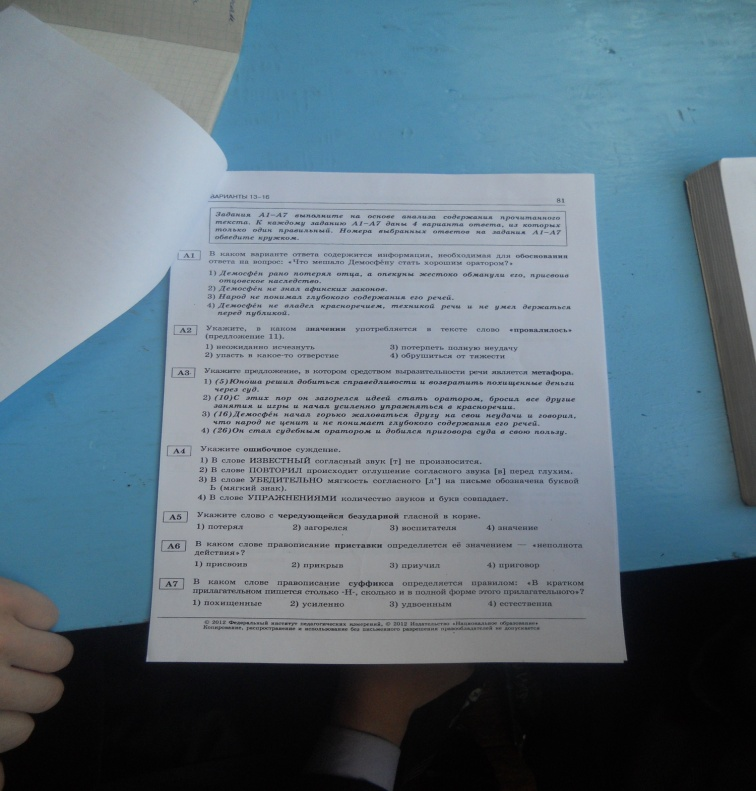 ВАРИАНТЫ 13–16 81
Задания А1–А7 выполните на основе анализа содержания прочитанного
текста. К каждому заданию А1–А7 даны 4 варианта ответа, из которых
только один правильный. Номера выбранных ответов на задания А1–А7
обведите кружком.
А1 В каком варианте ответа содержится информация, необходимая для обоснования
ответа на вопрос: «Что мешало Демосфёну стать хорошим оратором?»
1) Демосфён рано потерял отца, а опекуны жестоко обманули его, присвоив
отцовское наследство.
2) Демосфён не знал афинских законов.
3) Народ не понимал глубокого содержания его речей.
4) Демосфён не владел красноречием, техникой речи и не умел держаться
перед публикой.
А2 Укажите, в каком значении употребляется в тексте слово «провалилось»
(предложение 11).
1) неожиданно исчезнуть 3) потерпеть полную неудачу
2) упасть в какое-то отверстие 4) обрушиться от тяжести
А3 Укажите предложение, в котором средством выразительности речи является метафора.
1) (5)Юноша решил добиться справедливости и возвратить похищенные деньги
через суд.
2) (10)С этих пор он загорелся идеей стать оратором, бросил все другие
занятия и игры и начал усиленно упражняться в красноречии.
3) (16)Демосфён начал горько жаловаться другу на свои неудачи и говорил,
что народ не ценит и не понимает глубокого содержания его речей.
4) (26)Он стал судебным оратором и добился приговора суда в свою пользу.
А4 Укажите ошибочное суждение.
1) В слове ИЗВЕСТНЫЙ согласный звук [т] не произносится.
2) В слове ПОВТОРИЛ происходит оглушение согласного звука [в] перед глухим.
3) В слове УБЕДИТЕЛЬНО мягкость согласного [л'] на письме обозначена буквой
Ь (мягкий знак).
4) В слове УПРАЖНЕНИЯМИ количество звуков и букв совпадает.
А5 Укажите слово с чередующейся безударной гласной в корне.
1) потерял 2) загорелся 3) воспитателя 4) значение
А6 В каком слове правописание приставки определяется её значением — «неполнота
действия»?
1) присвоив 2) прикрыв 3) приучил 4) приговор
А7 В каком слове правописание суффикса определяется правилом: «В кратком
прилагательном пишется столько -Н-, сколько и в полной форме этого прилагательного»?
1) похищенные 2) усиленно 3) удвоенным 4) естественна
© 2012 Федеральный институт педагогических измерений, © 2012 Издательство «Национальное образование»
Копирование, распространение и использование без письменного разрешения правообладателей не допускается